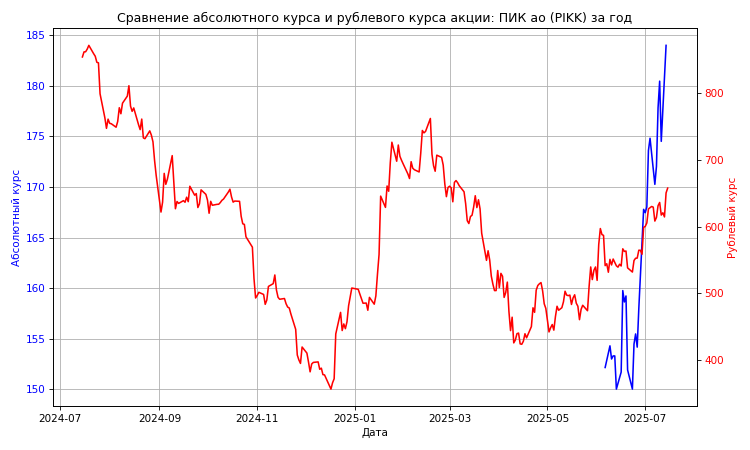 Сравнение абсолютного курса и рублевого курса акции: ПИК ао (PIKK) за год
185
180
175
170
165
160
155
150
Абсолютный курс
800
700
600
500
400
Рублевый курс
2024-07 2024-09 2024-11 2025-01 2025-03 2025-05 2025-07
Дата